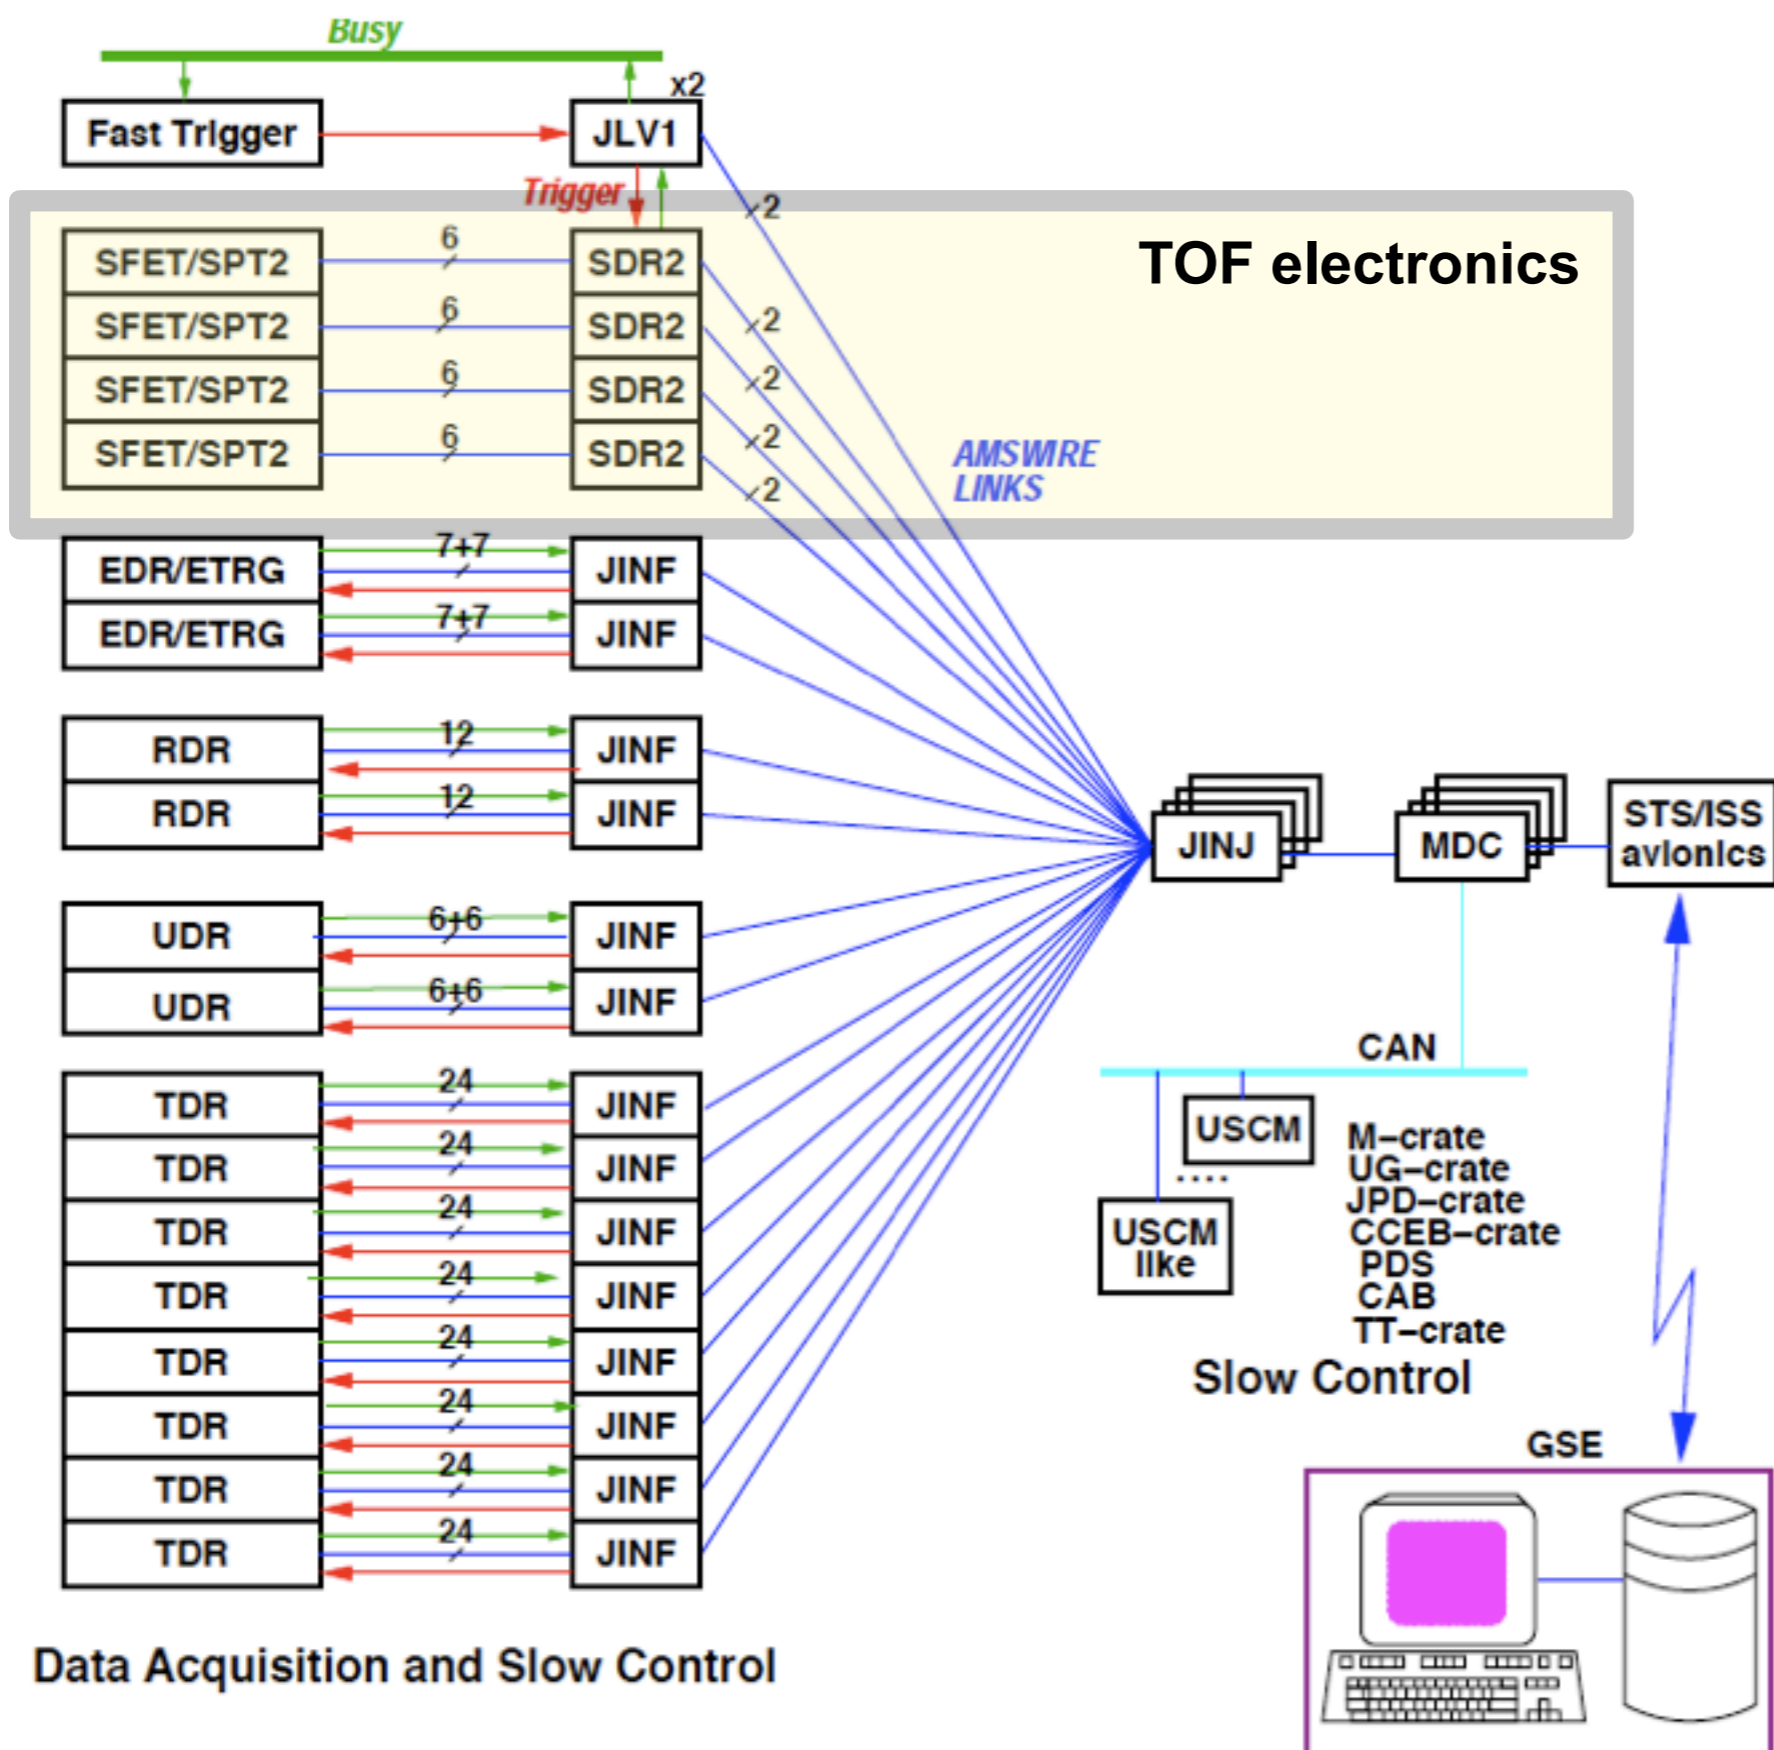 Busy
x2
Fast Trigger
JLV1
Trigger
2
TOF electronics
SFET/SPT2 6 SDR2
2
SFET/SPT2 6 SDR2
2
SFET/SPT2 6 SDR2
2
SFET/SPT2 6 SDR2
2
AMSWIRE
LINKS
EDR/ETRG 7+7 JINF
EDR/ETRG 7+7 JINF
RDR 12 JINF
RDR 12 JINF
JINJ
MDC
STS/ISS
avionics
UDR 6+6 JINF
UDR 6+6 JINF
CAN
TDR 24 JINF
TDR 24 JINF
TDR 24 JINF
TDR 24 JINF
TDR 24 JINF
TDR 24 JINF
TDR 24 JINF
TDR 24 JINF
USCM
....
USCM
like
M–crate
UG–crate
JPD–crate
CCEB–crate
PDS
CAB
TT–crate
Slow Control
GSE
Data Acquisition and Slow Control